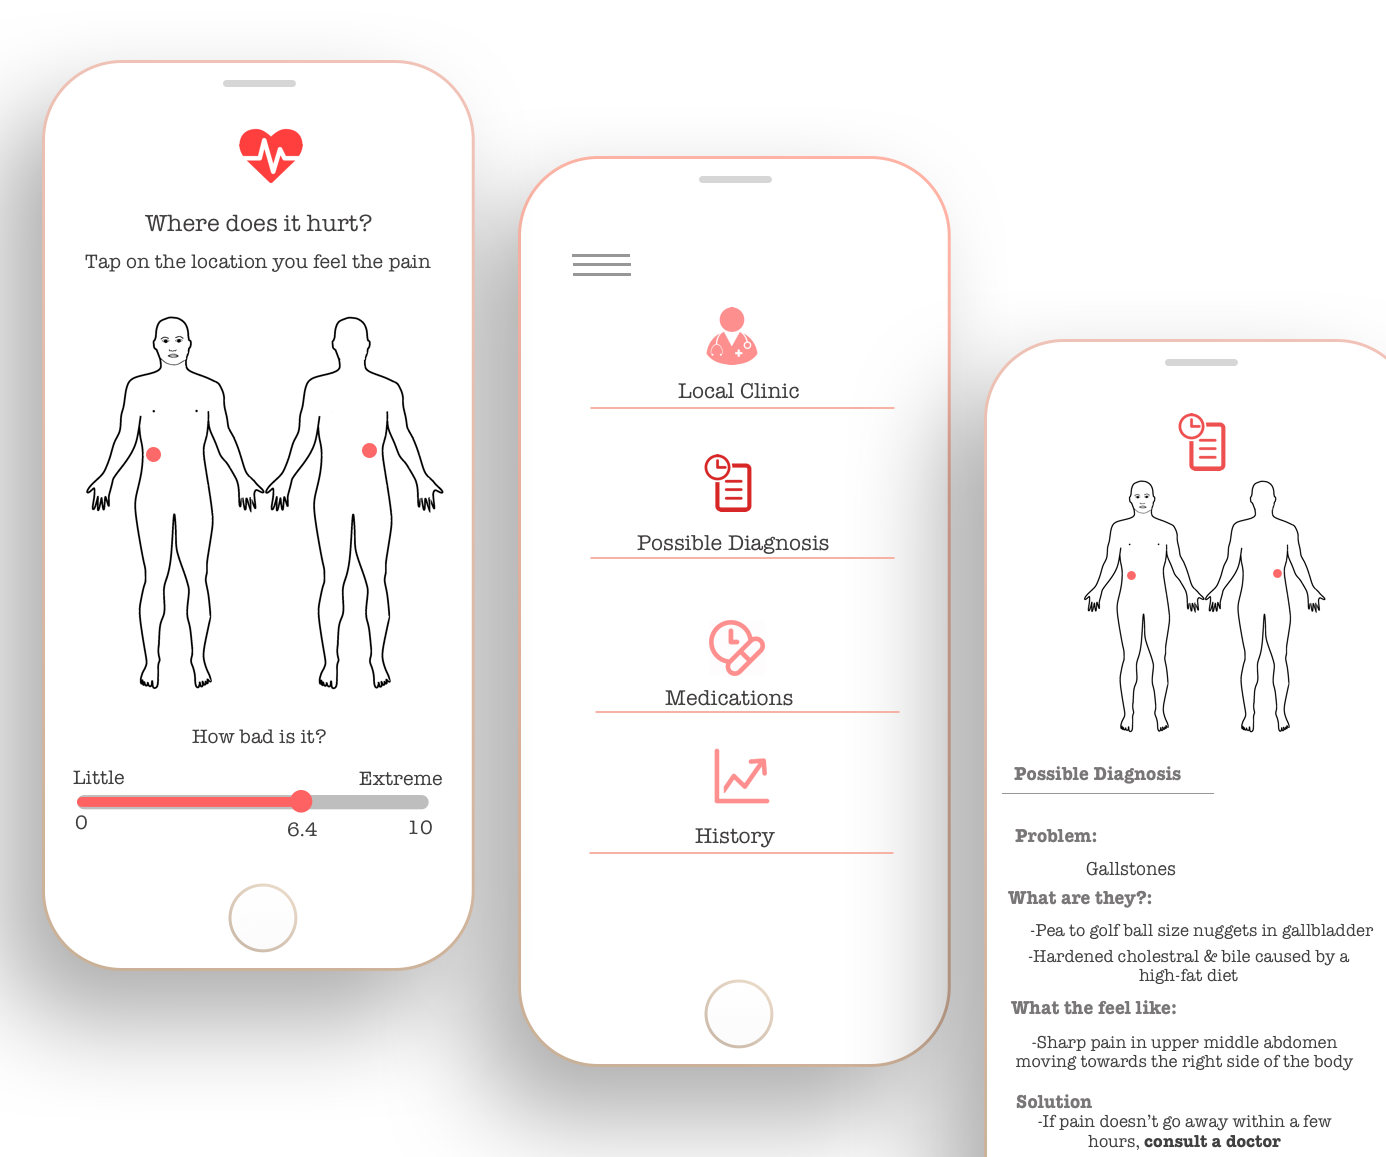 Where does it hurt?
Tap on the location you feel the pain
How bad is it?
Little
Extreme
0
6.4
10
Local Clinic
Possible Diagnosis
Medications
History
Possible Diagnosis
Problem:
Gallstones
What are they?:
-Pea to golf ball size nuggets in gallbladder
-Hardened cholestral & bile caused by a
high-fat diet
What the feel like:
-Sharp pain in upper middle abdomen
moving towards the right side of the body
Solution
-If pain doesn't go away within a few
hours, consult a doctor